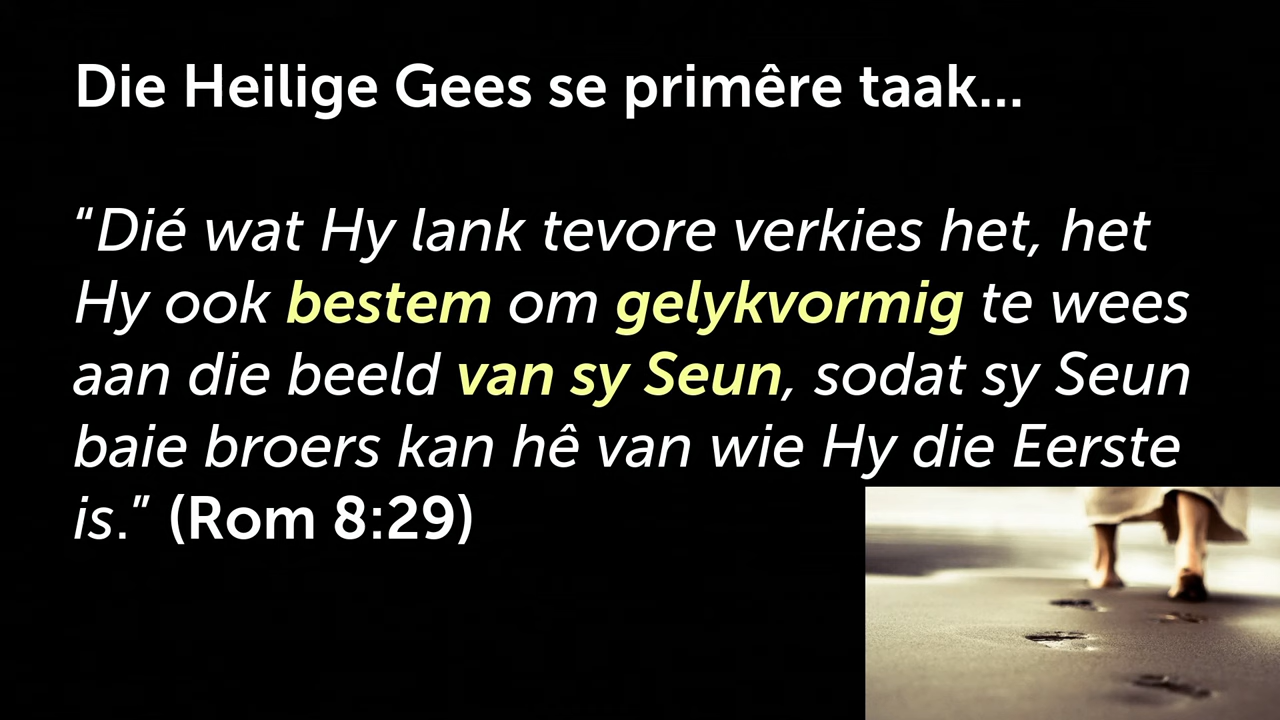 Die Heilige Gees se primêre taak...
“Dié wat Hy lank tevore verkies het, het
Hy ook bestem om gelykvormig te wees
aan die beeld van sy Seun, sodat sy Seun
baie broers kan hê van wie Hy die Eerste
is.” (Rom 8:29)